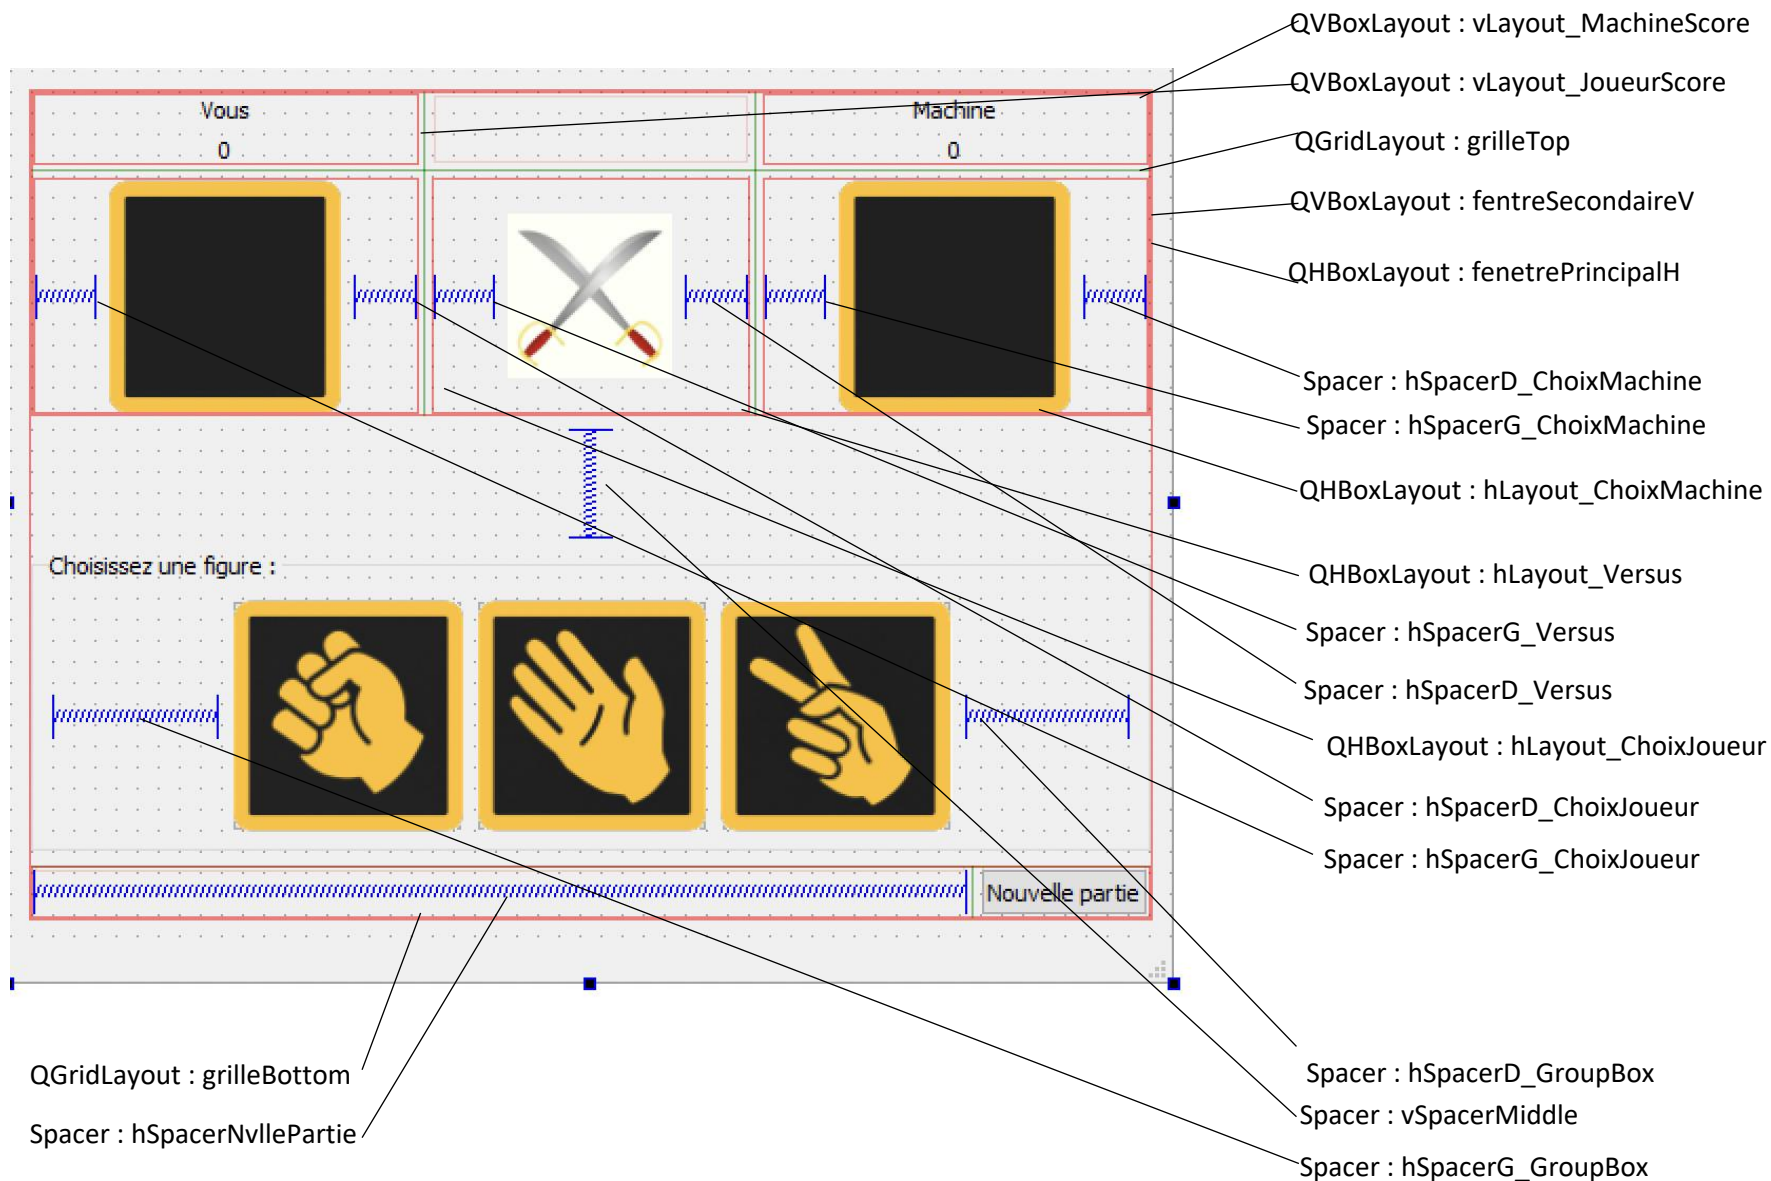 QVBoxLayout : vLayout_MachineScore
QVBoxLayout : vLayout_JoueurScore
Vous
Machine
0
0
QGridLayout : grilleTop
QVBoxLayout : fentreSecondaireV
QHBoxLayout : fenetrePrincipalH
Spacer : hSpacerD_ChoixMachine
Spacer : hSpacerG_ChoixMachine
QHBoxLayout : hLayout_ChoixMachine
Choisissez une figure :
QHBoxLayout : hLayout_Versus
Spacer : hSpacerG_Versus
Spacer : hSpacerD_Versus
QHBoxLayout : hLayout_ChoixJoueur
Spacer : hSpacerD_ChoixJoueur
Spacer : hSpacerG_ChoixJoueur
Nouvelle partie
QGridLayout : grilleBottom
Spacer : hSpacerD_GroupBox
Spacer : vSpacerMiddle
Spacer : hSpacerNvllePartie
Spacer : hSpacerG_GroupBox